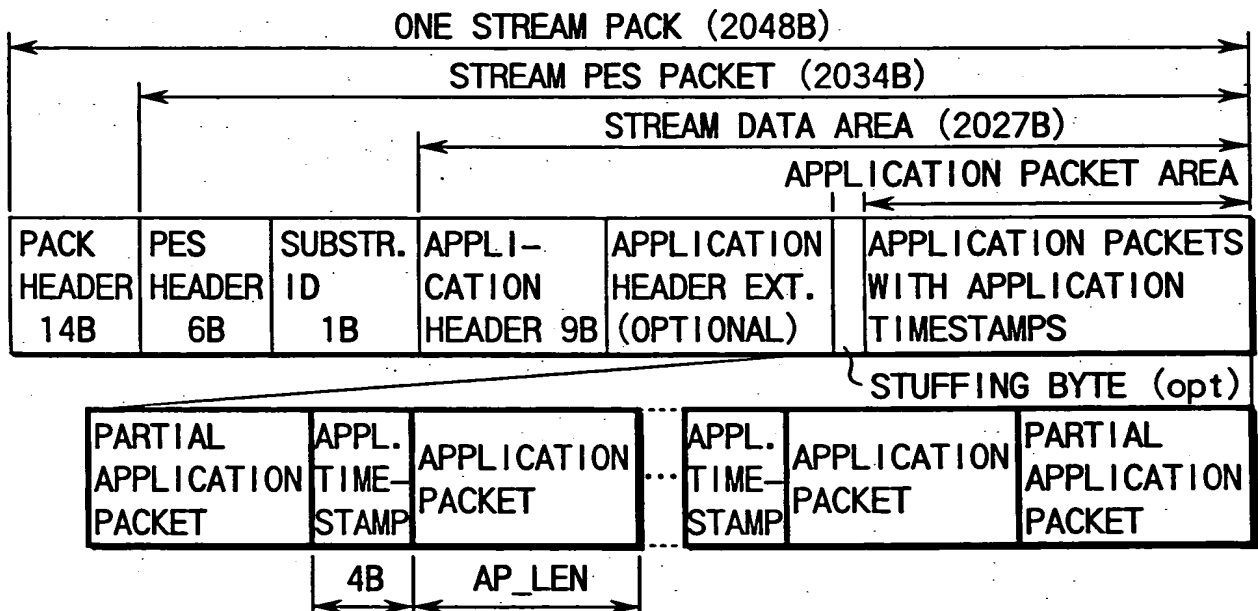 ONE STREAM PACK (2048B)
STREAM PES PACKET (2034B)
STREAM DATA AREA (2027B)
APPLICATION PACKET AREA
PACK
HEADER
14B
PES
HEADER
6B
SUBSTR.
ID
1B
APPLI-
CATION
HEADER 9B
APPLICATION
HEADER EXT.
(OPTIONAL)
APPLICATION PACKETS
WITH APPLICATION
TIMESTAMPS
STUFFING BYTE (opt)
PARTIAL
APPLICATION
PACKET
APPL.
TIME-
STAMP
APPLICATION
PACKET
APPL.
TIME-
STAMP
APPLICATION
PACKET
PARTIAL
APPLICATION
PACKET
4B
AP_LEN